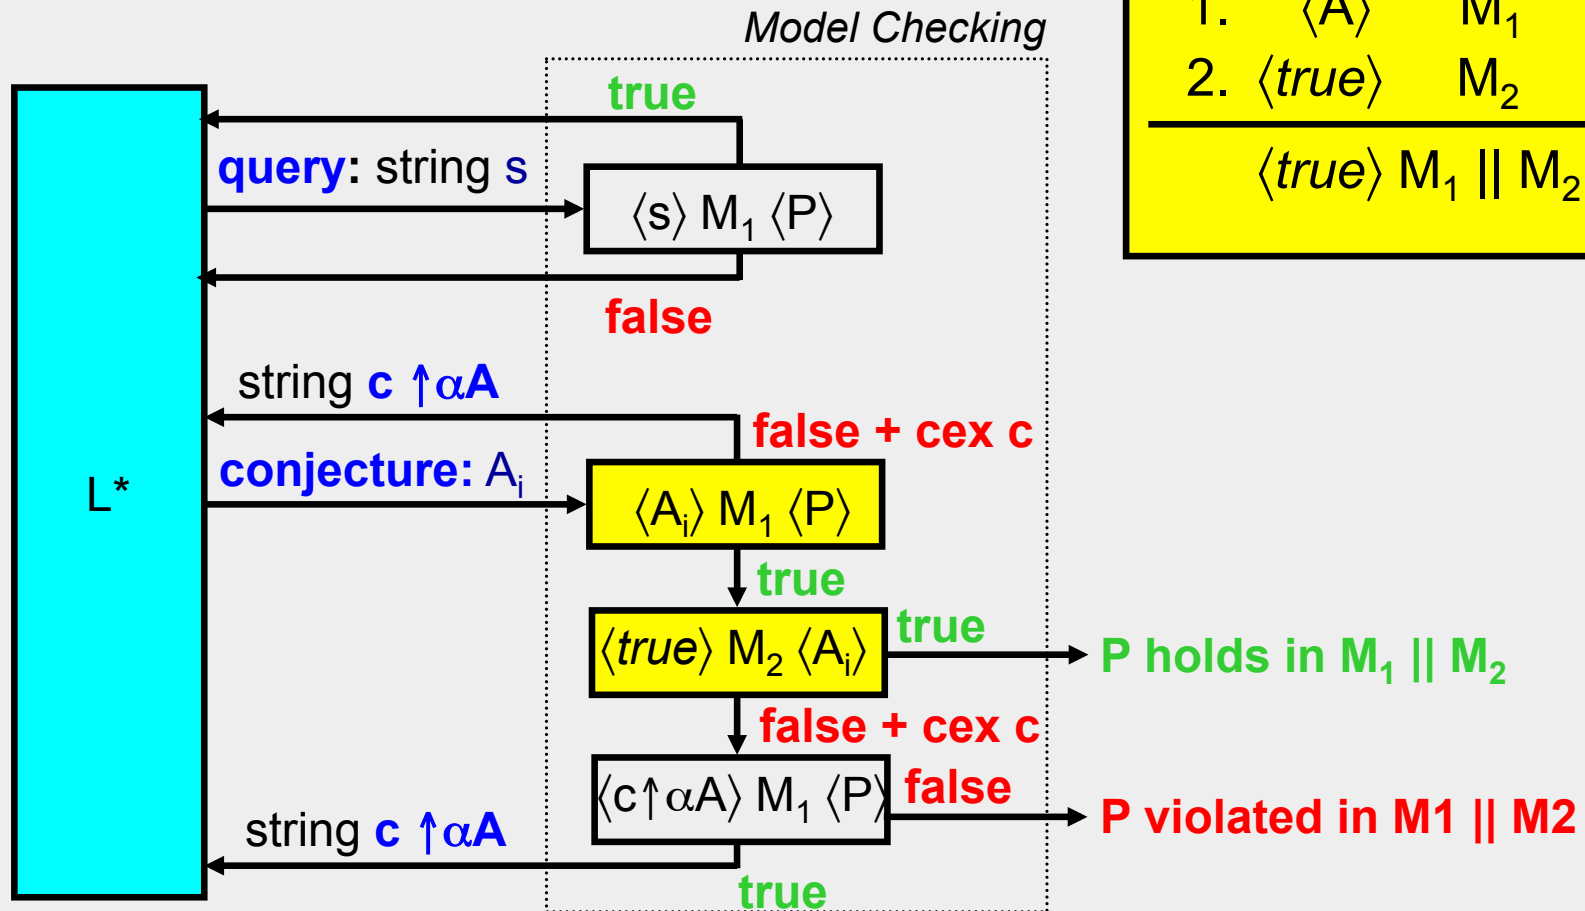 Model Checking
1. ⟨A⟩ M₁
2. ⟨true⟩ M₂
⟨true⟩ M₁ || M₂
true
query: string s
⟨s⟩ M₁ ⟨P⟩
false
string c ↑αA
false + cex c
conjecture: Aᵢ
L*
⟨Aᵢ⟩ M₁ ⟨P⟩
true
⟨true⟩ M₂ ⟨Aᵢ⟩
true
P holds in M₁ || M₂
false + cex c
⟨c↑αA⟩ M₁ ⟨P⟩
false
P violated in M1 || M2
string c ↑αA
true